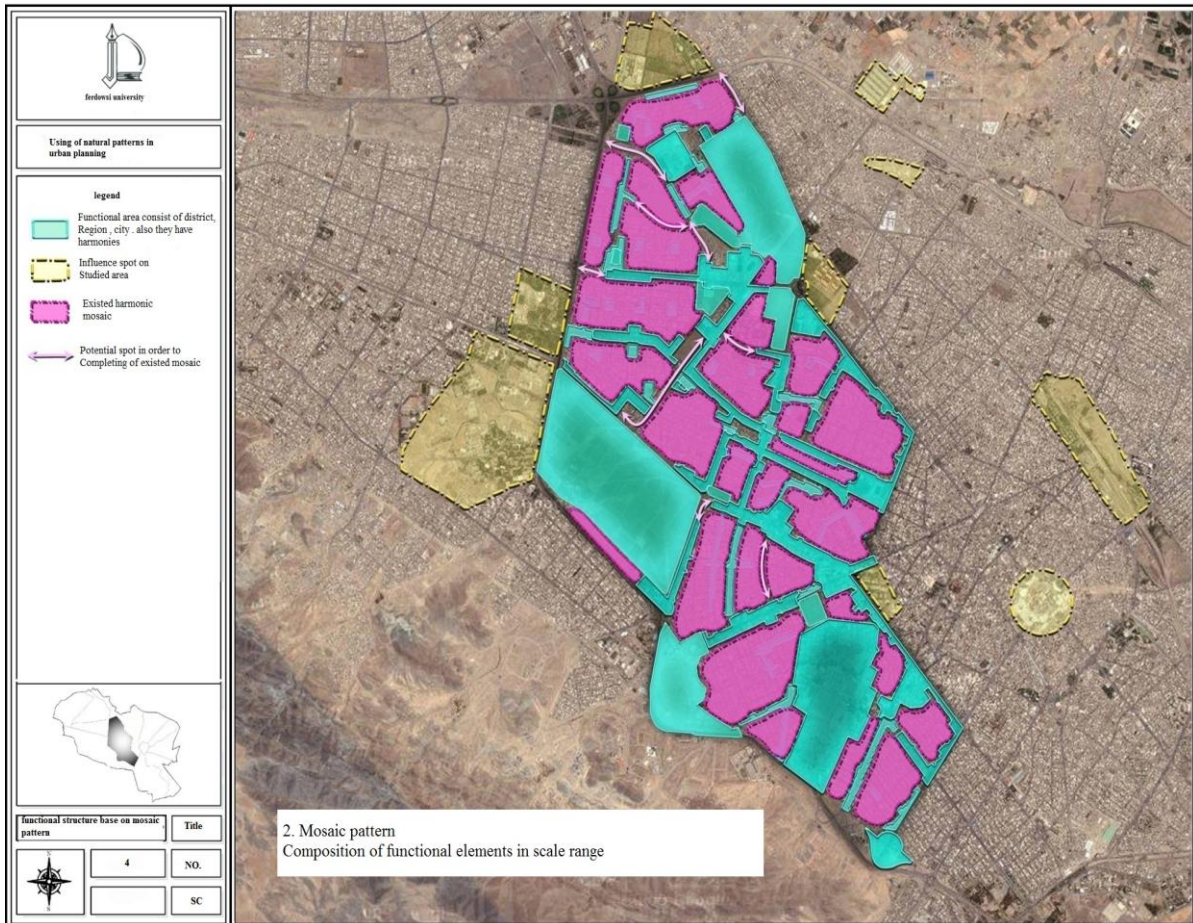 ferdowsi university
Using of natural patterns in
urban planning
legend
Functional area consist of district,
Region , city . also they have
harmonies
Influence spot on
Studied area
Existed harmonic
mosaic
Potential spot in order to
Completing of existed mosaic
functional structure base on mosaic
pattern
Title
N
4
NO.
SC
2. Mosaic pattern
Composition of functional elements in scale range